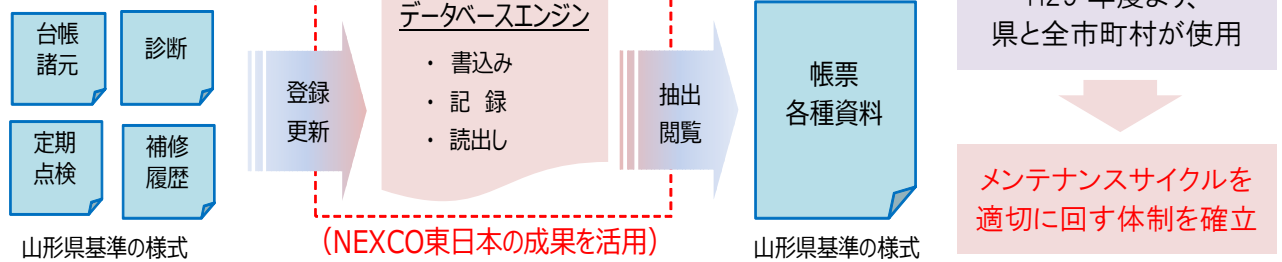 台帳
諸元
診断
定期
点検
補修
履歴
山形県基準の様式
登録
更新
データベースエンジン
・ 書込み
・ 記 録
・ 読出し
(NEXCO東日本の成果を活用)
抽出
閲覧
帳票
各種資料
山形県基準の様式
県と全市町村が使用
メンテナンスサイクルを
適切に回す体制を確立